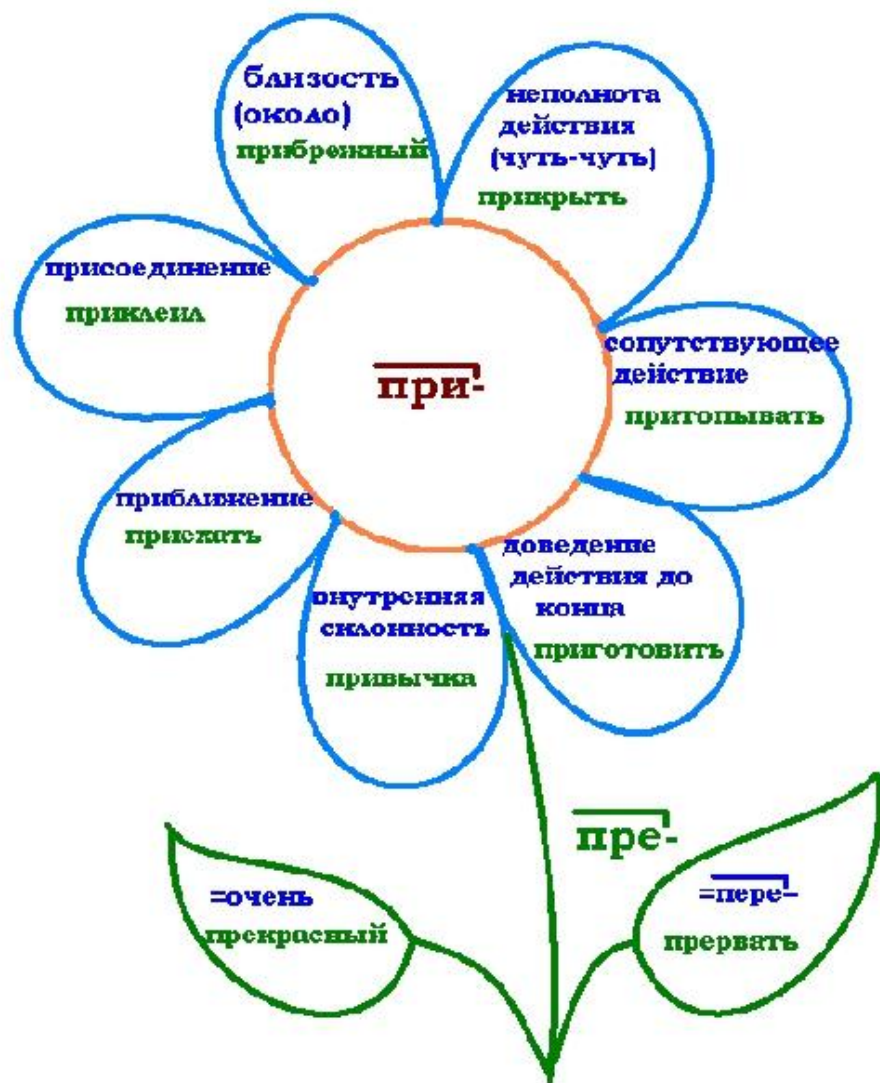 близость
(около)
прибрежный
неполнота
действия
(чуть-чуть)
прикрыть
присоединение
приклеил
сопутствующее
действие
притопывать
при-
приближение
приехать
доведение
действия до
конца
приготовить
внутренняя
склонность
привычка
пре-
=очень
прекрасный
=пере-
прервать